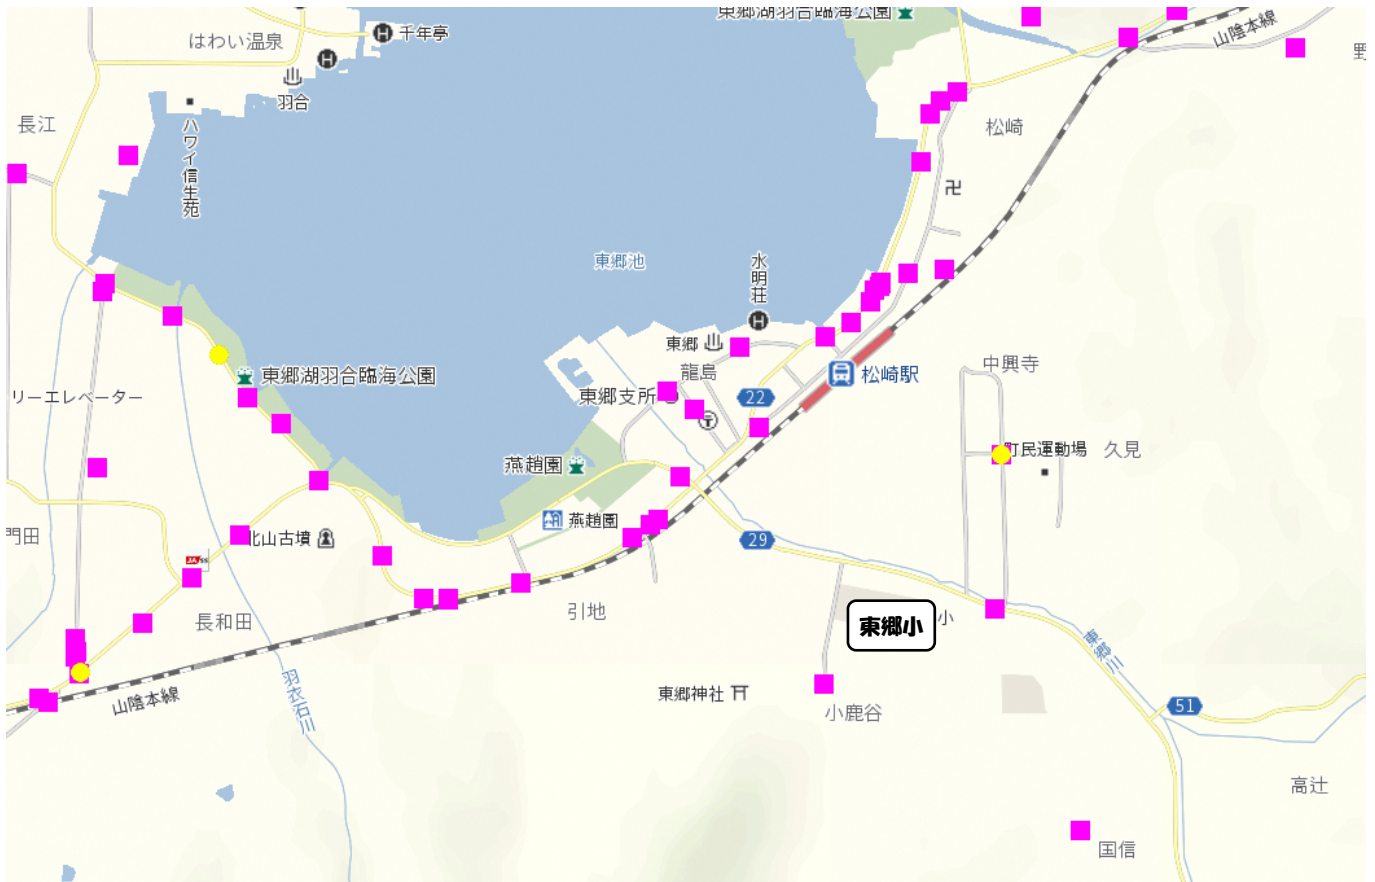 東郷湖羽合臨海公園
千年亭
はわい温泉
羽合
長江
ハワイ信生苑
松崎
山陰本線
東郷池
水明荘
東郷
龍島
東郷支所
22
松崎駅
中興寺
東郷湖羽合臨海公園
リーエレベーター
町民運動場
久見
燕趙園
燕趙園
門田
北山古墳
JA SS
29
長和田
引地
東郷小
小
東郷川
羽衣石川
山陰本線
東郷神社
小鹿谷
51
高辻
国信